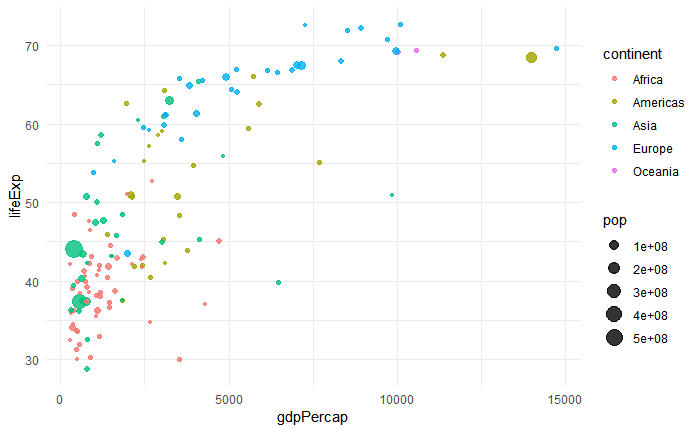 70
60
50
40
30
lifeExp
0
5000
10000
15000
gdpPercap
continent
Africa
Americas
Asia
Europe
Oceania
pop
1e+08
2e+08
3e+08
4e+08
5e+08